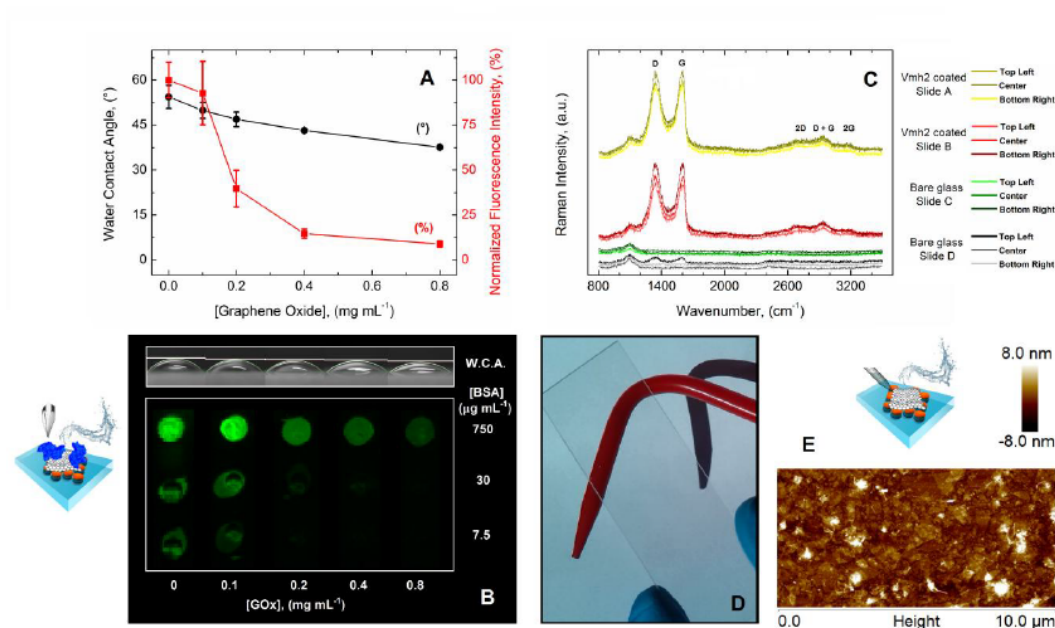 A
Water Contact Angle, (°)
60
45
30
15
0
(°)
(%)
100
75
50
25
0
Normalized Fluorescence Intensity, (%)
0.0 0.1 0.2 0.4 0.8
[Graphene Oxide], (mg mL⁻¹)
C
Raman Intensity, (a.u.)
D G
2D D + G 2G
800 1400 2000 2600 3200
Wavenumber, (cm⁻¹)
Vmh2 coated
Slide A
Top Left
Center
Bottom Right
Vmh2 coated
Slide B
Top Left
Center
Bottom Right
Bare glass
Slide C
Top Left
Center
Bottom Right
Bare glass
Slide D
Top Left
Center
Bottom Right
W.C.A.
[BSA]
(µg mL⁻¹)
750
30
7.5
0 0.1 0.2 0.4 0.8
[GOx], (mg mL⁻¹)
B
D
8.0 nm
-8.0 nm
E
0.0 Height 10.0 µm